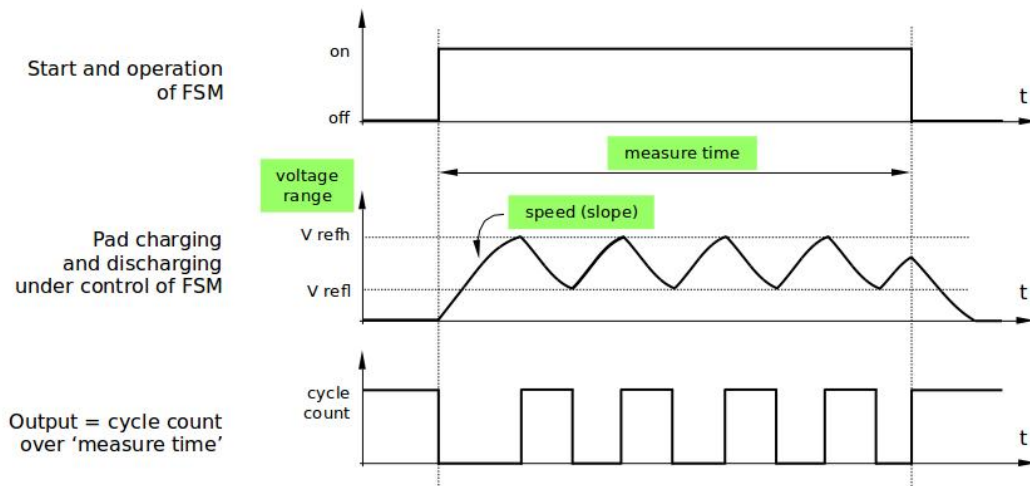 Start and operation
of FSM
on
off
t
measure time
voltage
range
speed (slope)
Pad charging
and discharging
under control of FSM
V refh
V refl
t
Output = cycle count
over ‘measure time’
cycle
count
t